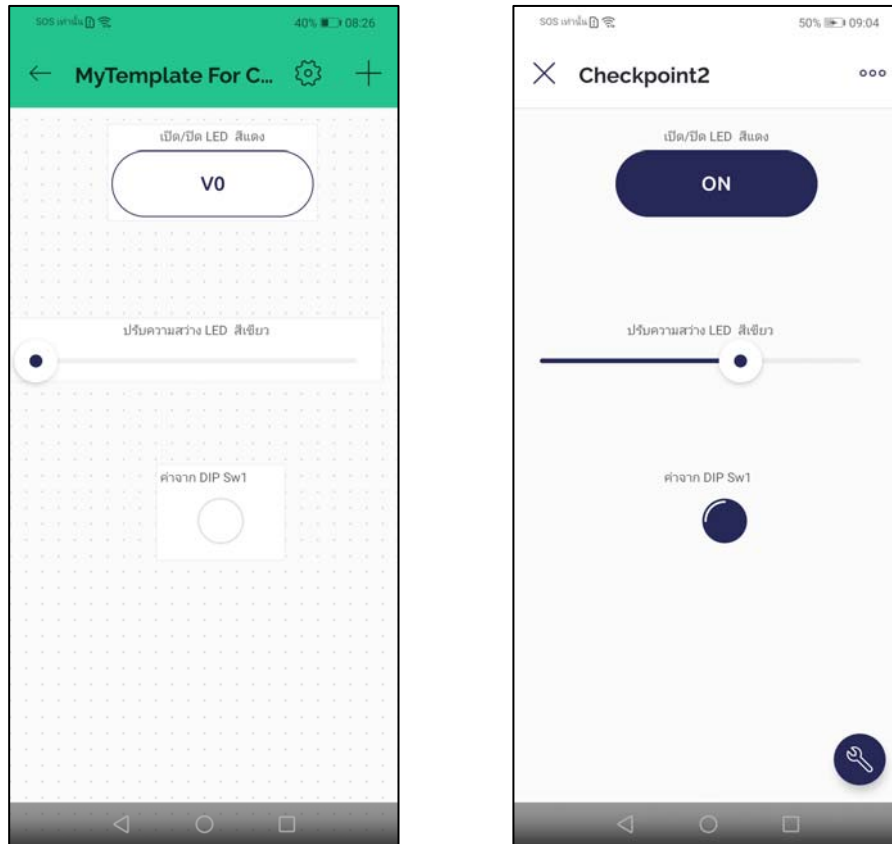 SOS เท่านั้น 40% 08:26
MyTemplate For C...
เปิด/ปิด LED สีแดง
V0
ปรับความสว่าง LED สีเขียว
ค่าจาก DIP Sw1
SOS เท่านั้น 50% 09:04
Checkpoint2
เปิด/ปิด LED สีแดง
ON
ปรับความสว่าง LED สีเขียว
ค่าจาก DIP Sw1